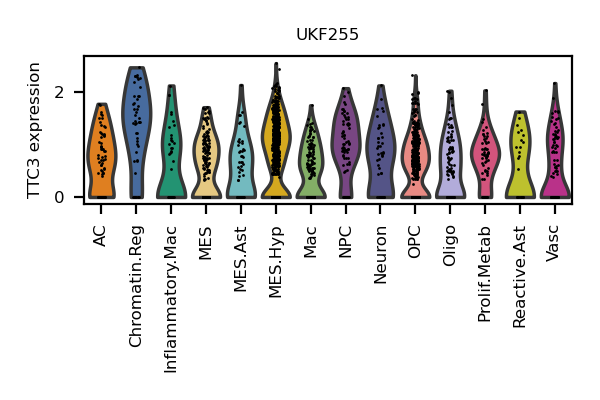 UKF255
TTC3 expression
2
0
AC
Chromatin.Reg
Inflammatory.Mac
MES
MES.Ast
MES.Hyp
Mac
NPC
Neuron
OPC
Oligo
Prolif.Metab
Reactive.Ast
Vasc